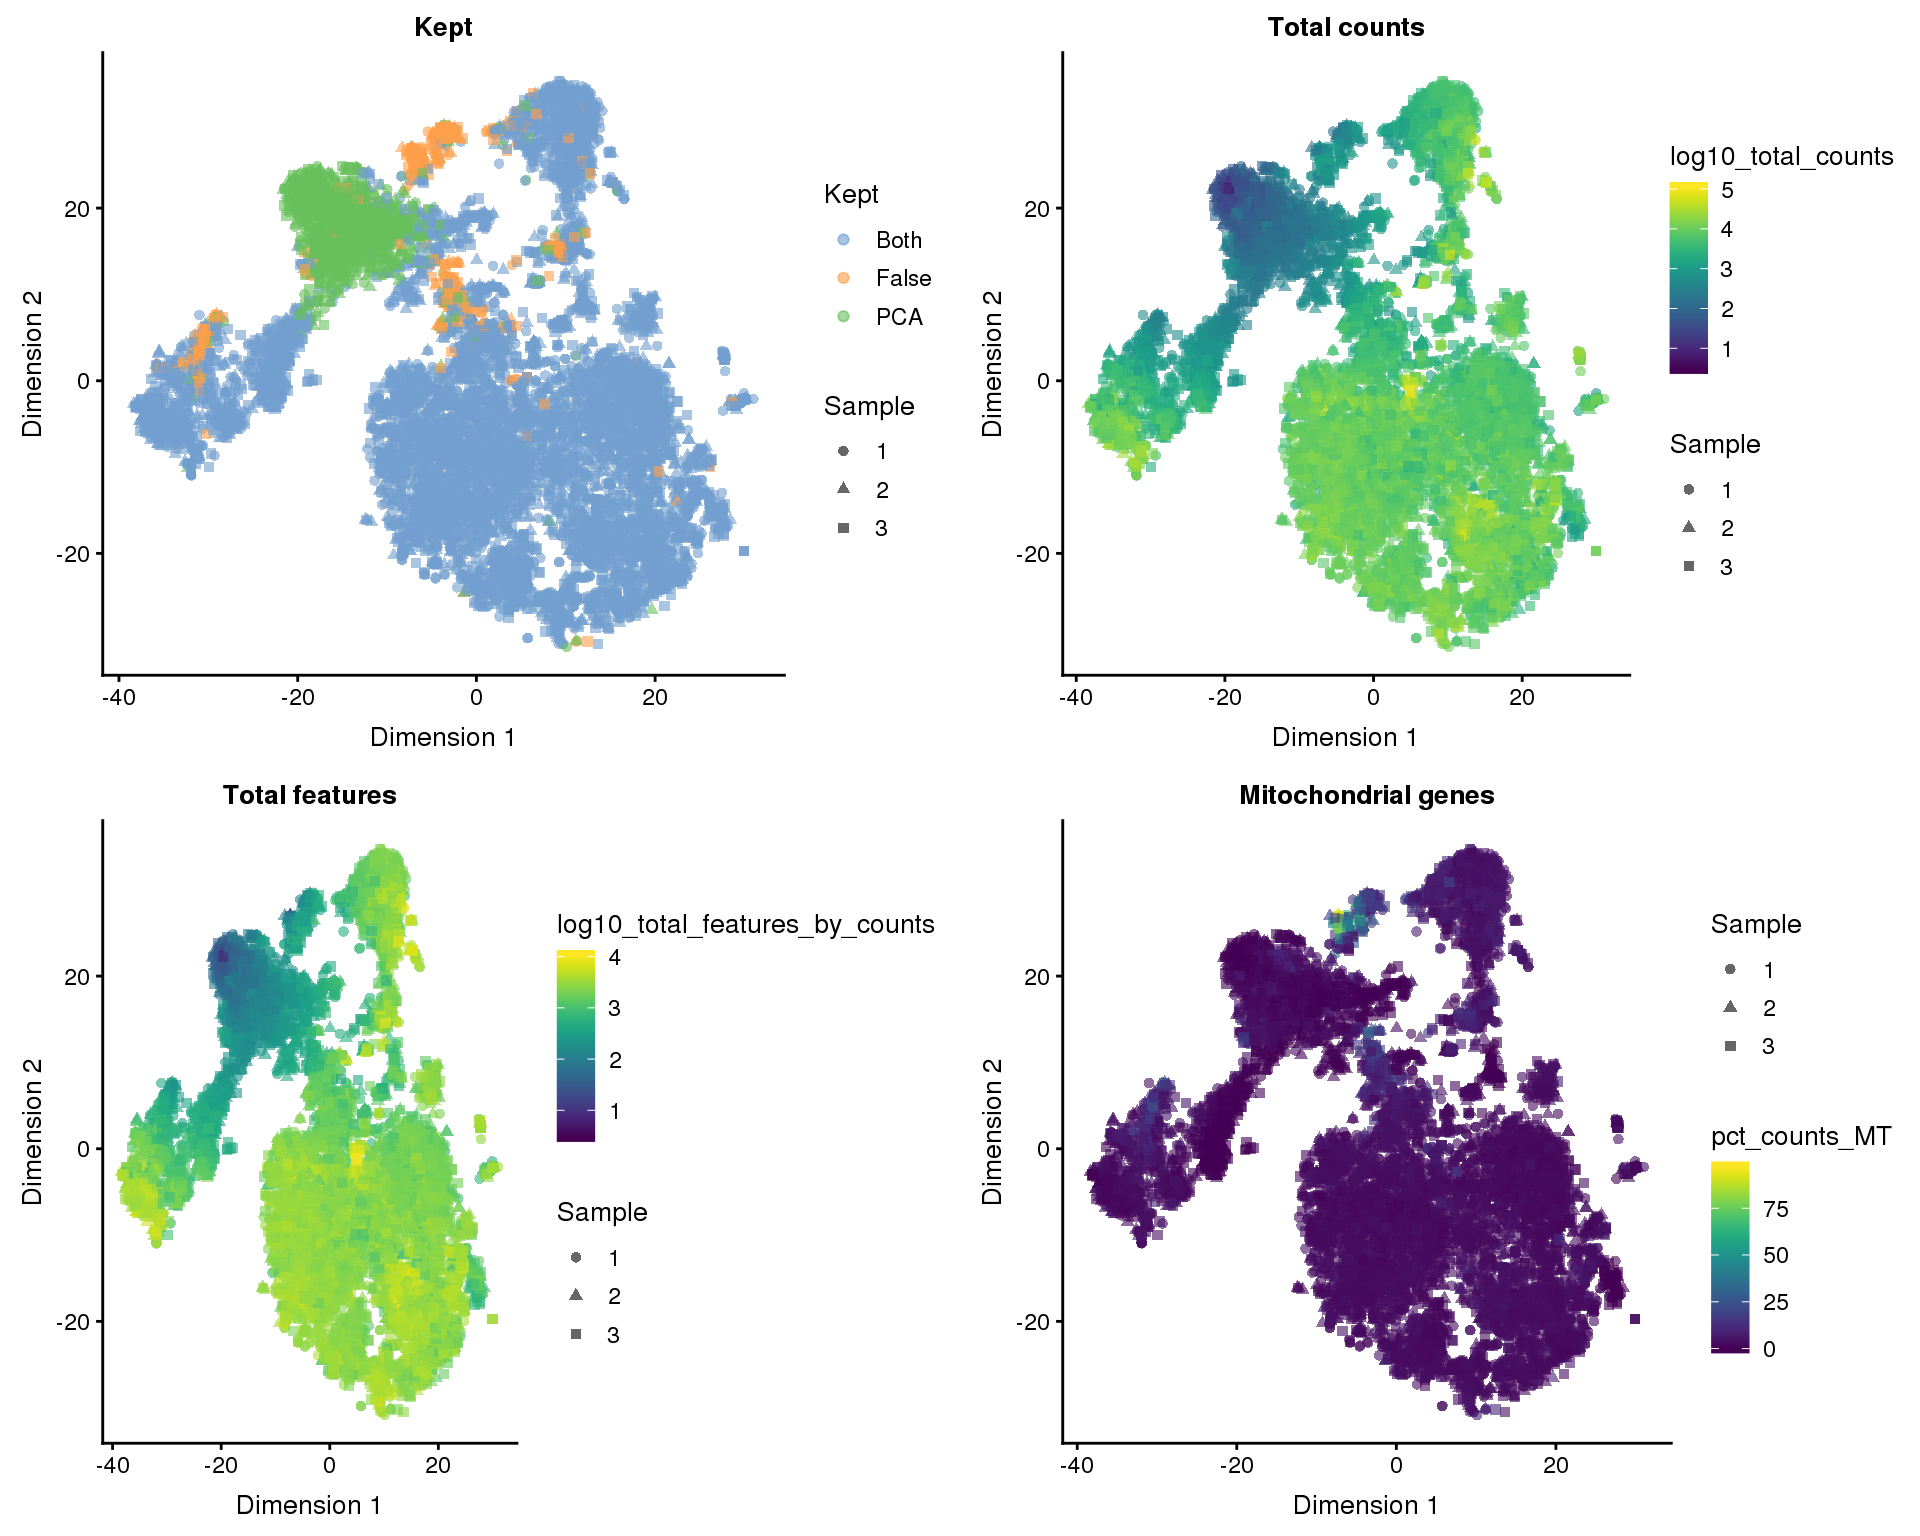 Kept
Dimension 2
20
0
-20
-40
-20
0
20
Dimension 1
Kept
Both
False
PCA
Sample
1
2
3
Total counts
Dimension 2
20
0
-20
-40
-20
0
20
Dimension 1
log10_total_counts
5
4
3
2
1
Sample
1
2
3
Total features
Dimension 2
20
0
-20
-40
-20
0
20
Dimension 1
log10_total_features_by_counts
4
3
2
1
Sample
1
2
3
Mitochondrial genes
Dimension 2
20
0
-20
-40
-20
0
20
Dimension 1
Sample
1
2
3
pct_counts_MT
75
50
25
0